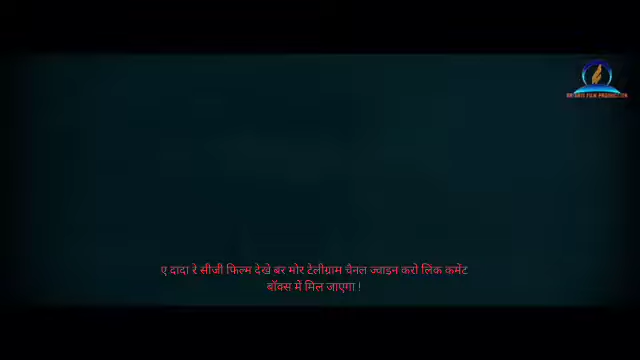 ए दादा रे सीजी फिल्म देखे बर मोर टेलीग्राम चैनल ज्वाइन करो लिंक कमेंट
बॉक्स में मिल जाएगा !